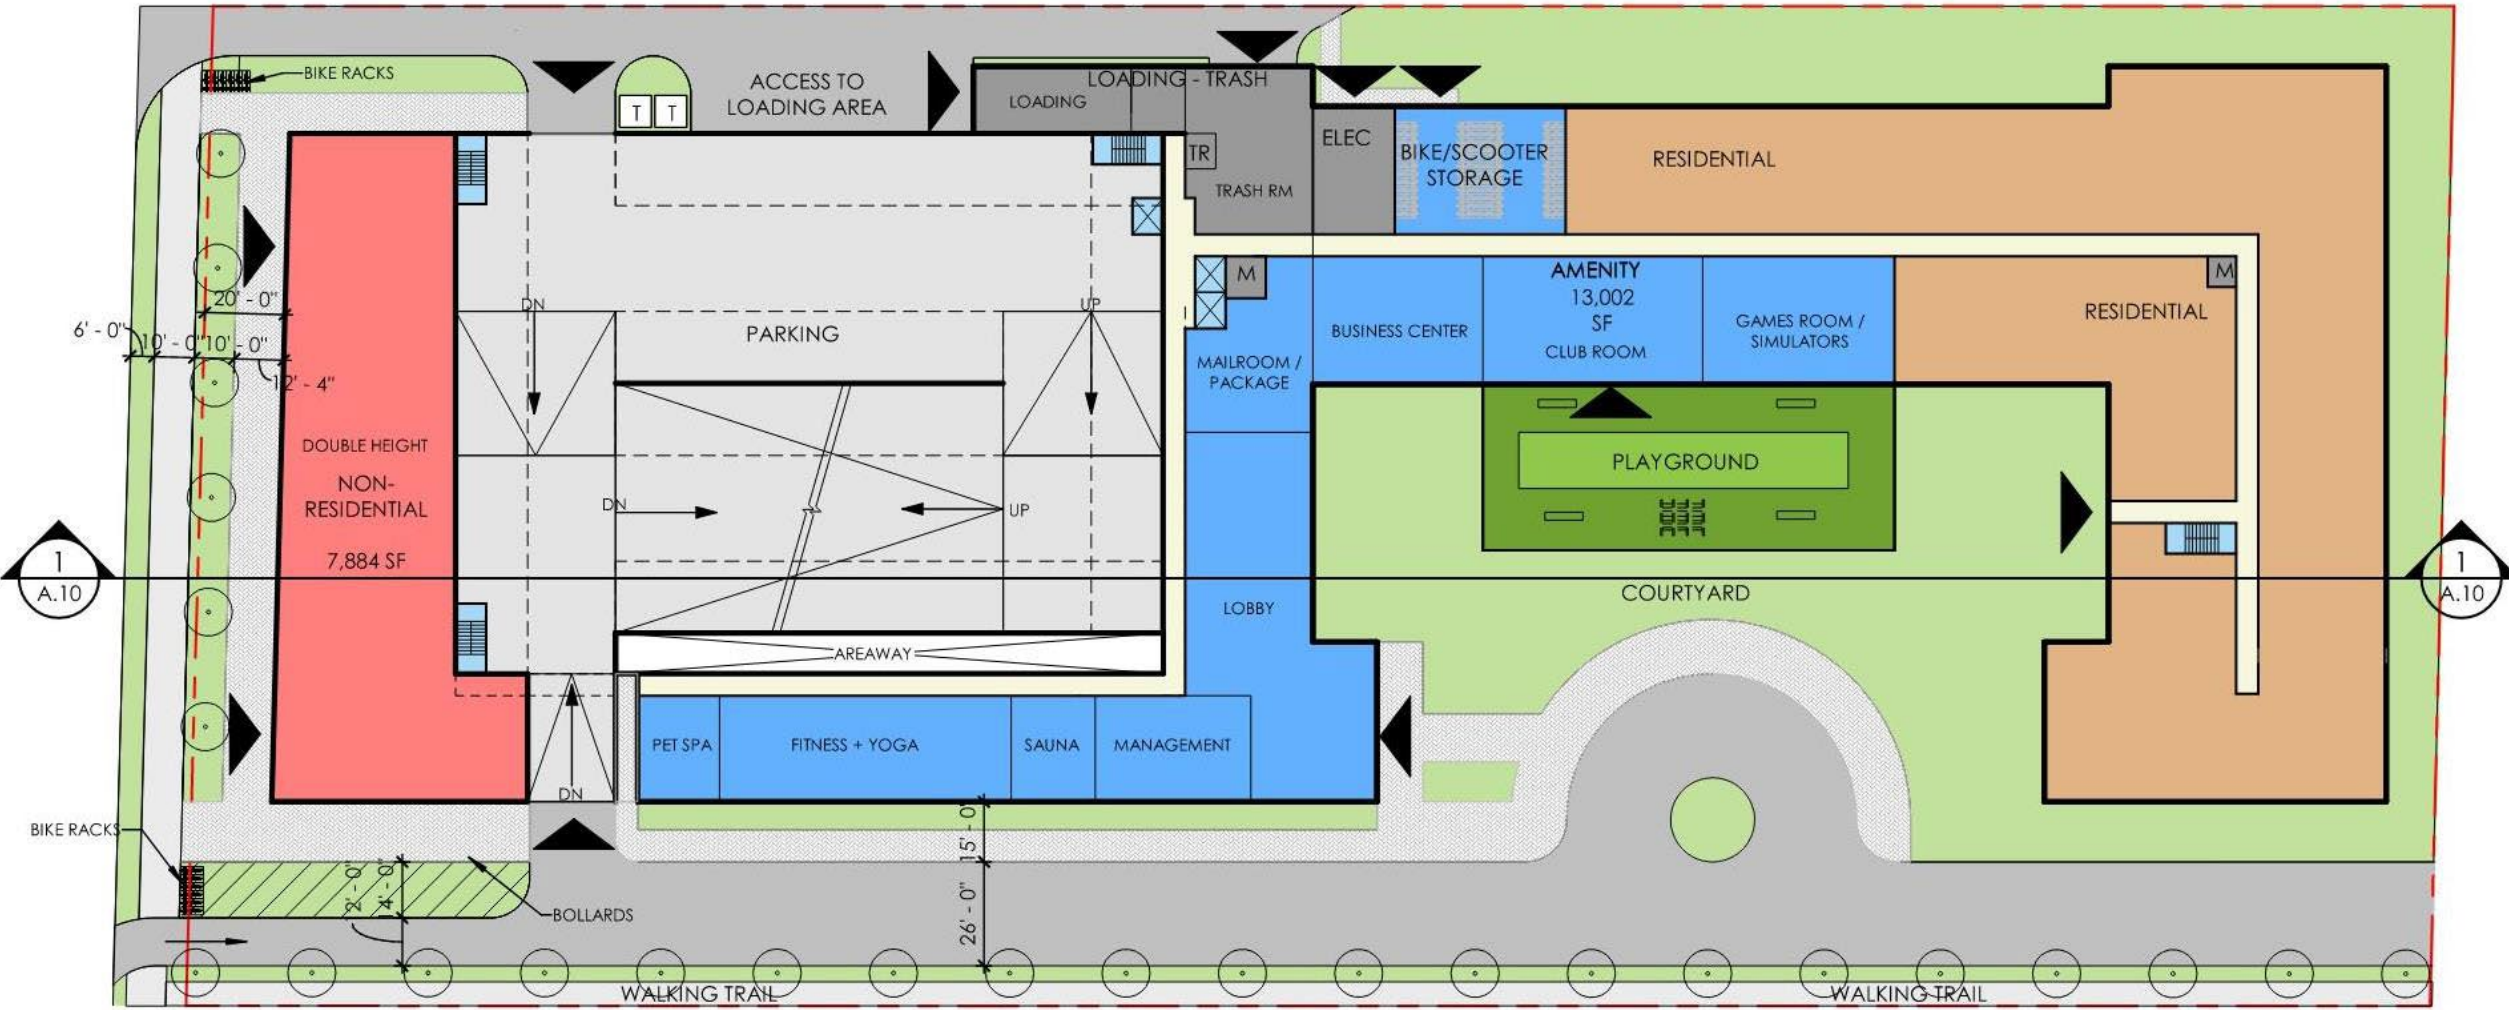 BIKE RACKS
T
T
ACCESS TO
LOADING AREA
LOADING - TRASH
LOADING
TR
TRASH RM
ELEC
BIKE/SCOOTER
STORAGE
RESIDENTIAL
20' - 0"
6' - 0"
10' - 0"
10' - 0"
12' - 4"
DN
UP
PARKING
M
MAILROOM /
PACKAGE
BUSINESS CENTER
AMENITY
13,002
SF
CLUB ROOM
GAMES ROOM /
SIMULATORS
RESIDENTIAL
M
DOUBLE HEIGHT
NON-
RESIDENTIAL
7,884 SF
DN
UP
PLAYGROUND
1
A.10
COURTYARD
1
A.10
LOBBY
AREAWAY
PET SPA
FITNESS + YOGA
SAUNA
MANAGEMENT
DN
BIKE RACKS
14' - 0"
15' - 0"
26' - 0"
BOLLARDS
WALKING TRAIL
WALKING TRAIL